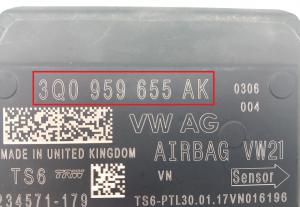 3Q0 959 655 AK 0306
004
VW AG
MADE IN UNITED KINGDOM AIRBAG VW21
TS6 TRW VN Sensor
234571-179 TS6-PTL30.01.17VN016196